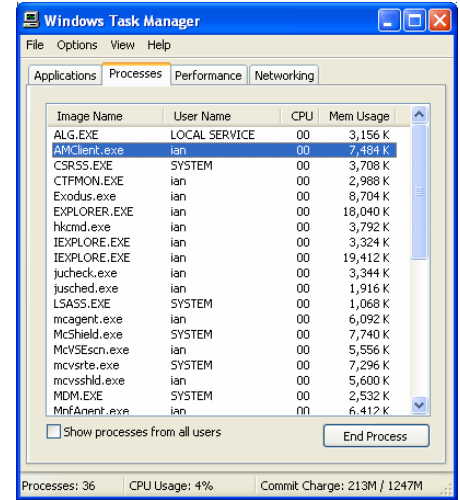 Windows Task Manager
File Options View Help
Applications Processes Performance Networking
Image Name User Name CPU Mem Usage
ALG.EXE LOCAL SERVICE 00 3,156 K
AMClient.exe ian 00 7,484 K
CSRSS.EXE SYSTEM 00 3,708 K
CTFMON.EXE ian 00 2,988 K
Exodus.exe ian 00 8,704 K
EXPLORER.EXE ian 00 18,040 K
hkcmd.exe ian 00 3,792 K
IEXPLORE.EXE ian 00 3,324 K
IEXPLORE.EXE ian 00 19,412 K
jucheck.exe ian 00 3,344 K
jusched.exe ian 00 1,916 K
LSASS.EXE SYSTEM 00 1,068 K
mcagent.exe ian 00 6,092 K
McShield.exe SYSTEM 00 7,740 K
McVSEscn.exe ian 00 5,556 K
mcvsrte.exe SYSTEM 00 7,296 K
mcvsshld.exe ian 00 5,600 K
MDM.EXE SYSTEM 00 2,532 K
MpfAgent.exe ian 00 6,412 K
Show processes from all users End Process
Processes: 36 CPU Usage: 4% Commit Charge: 213M / 1247M